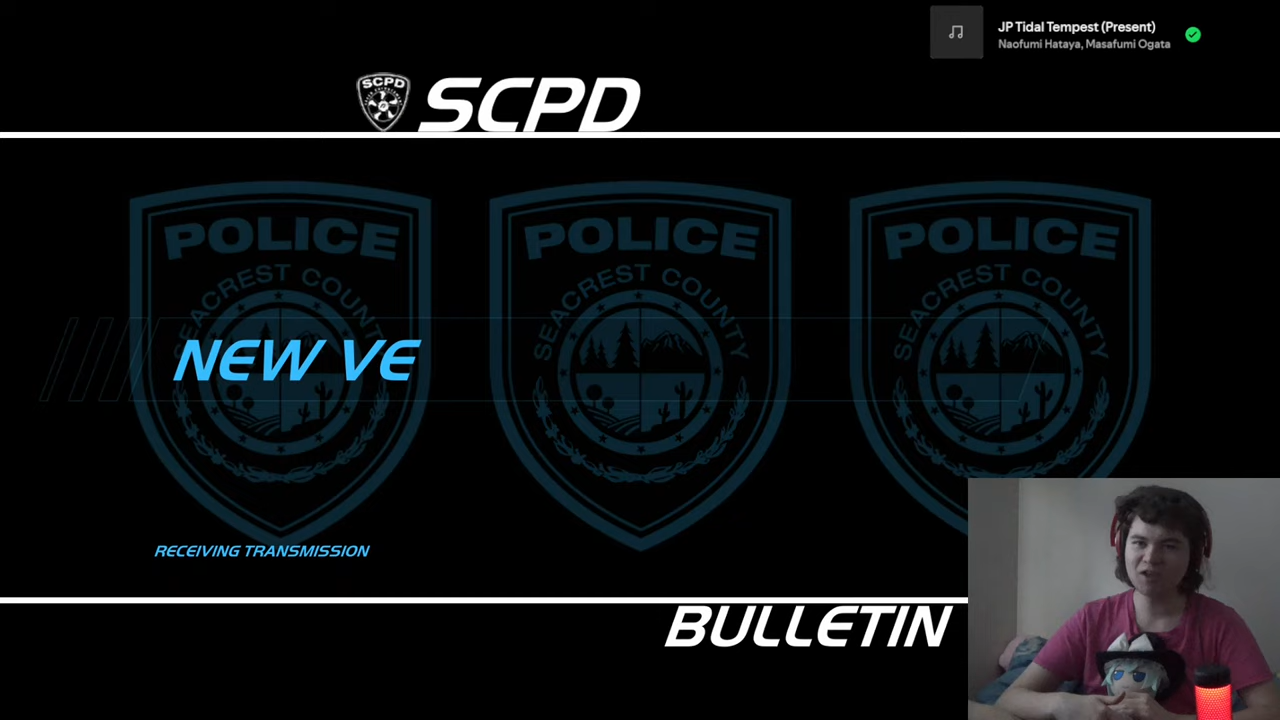 JP Tidal Tempest (Present)
Naofumi Hataya, Masafumi Ogata
SCPD SCPD
POLICE POLICE POLICE
SEACREST COUNTY SEACREST COUNTY SEACREST COUNTY
NEW VE
RECEIVING TRANSMISSION
BULLETIN